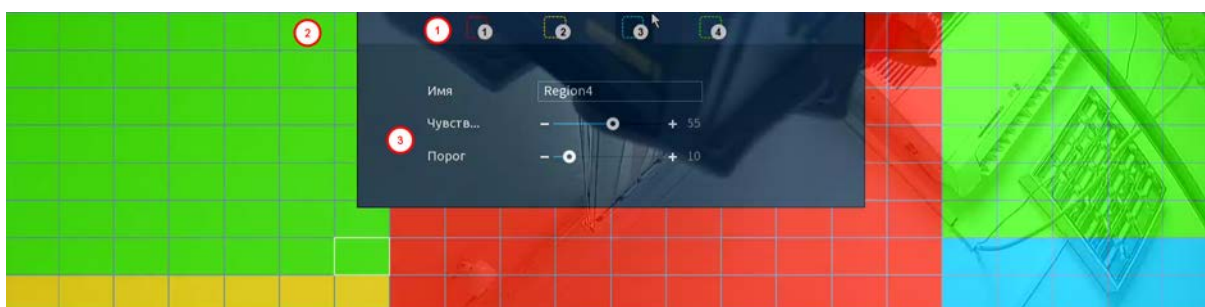 2 1 1 2 3 4
Имя Region4
Чувств... - + 55
3
Порог - + 10